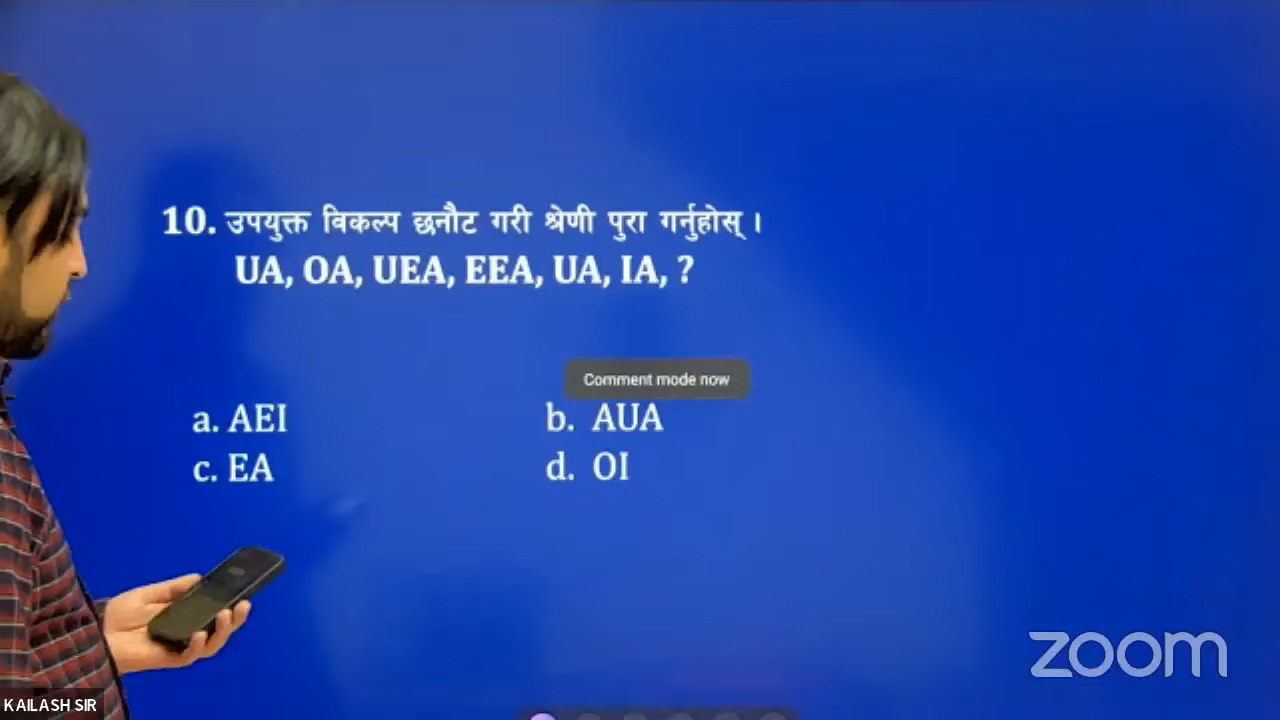 10. उपयुक्त विकल्प छनौट गरी श्रेणी पुरा गर्नुहोस् ।
UA, OA, UEA, EEA, UA, IA, ?
Comment mode now
a. AEI
b. AUA
c. EA
d. OI
zoom
KAILASH SIR